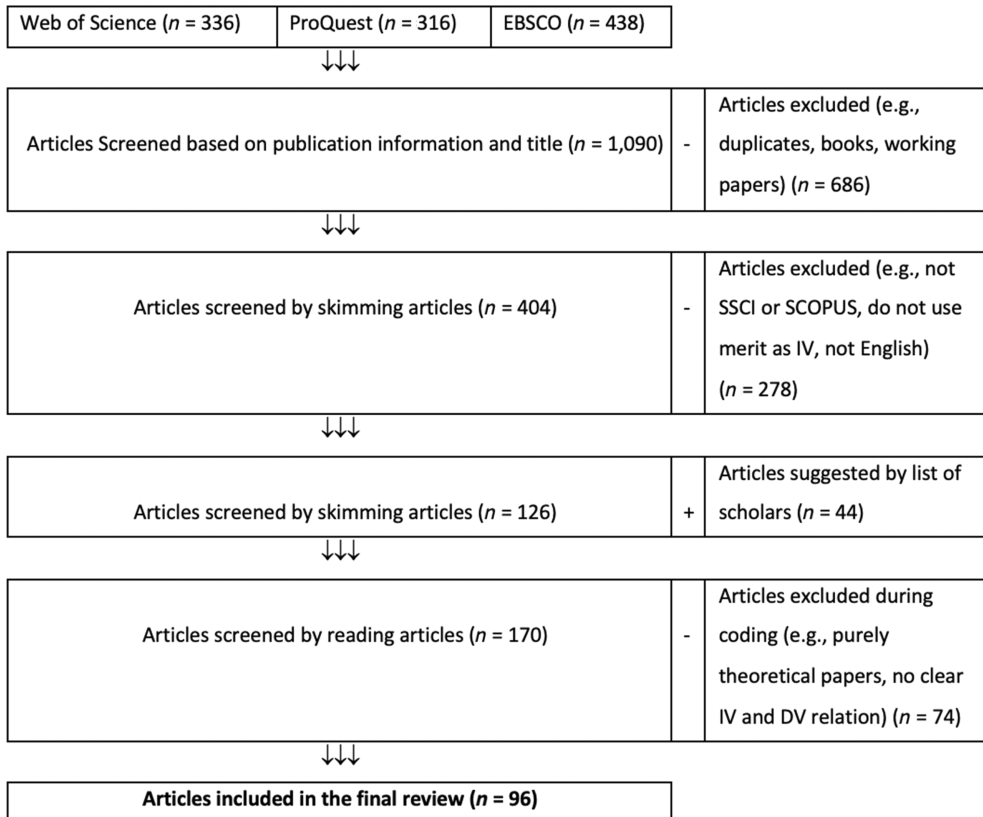 Web of Science (n = 336) ProQuest (n = 316) EBSCO (n = 438)
↓↓↓
Articles Screened based on publication information and title (n = 1,090)
-
Articles excluded (e.g.,
duplicates, books, working
papers) (n = 686)
↓↓↓
Articles screened by skimming articles (n = 404)
-
Articles excluded (e.g., not
SSCI or SCOPUS, do not use
merit as IV, not English)
(n = 278)
↓↓↓
Articles screened by skimming articles (n = 126)
+
Articles suggested by list of
scholars (n = 44)
↓↓↓
Articles screened by reading articles (n = 170)
-
Articles excluded during
coding (e.g., purely
theoretical papers, no clear
IV and DV relation) (n = 74)
↓↓↓
Articles included in the final review (n = 96)